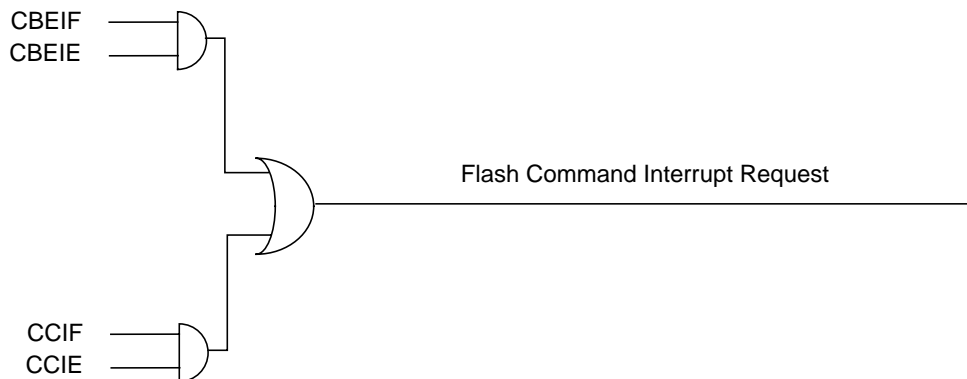 CBEIF
CBEIE
Flash Command Interrupt Request
CCIF
CCIE